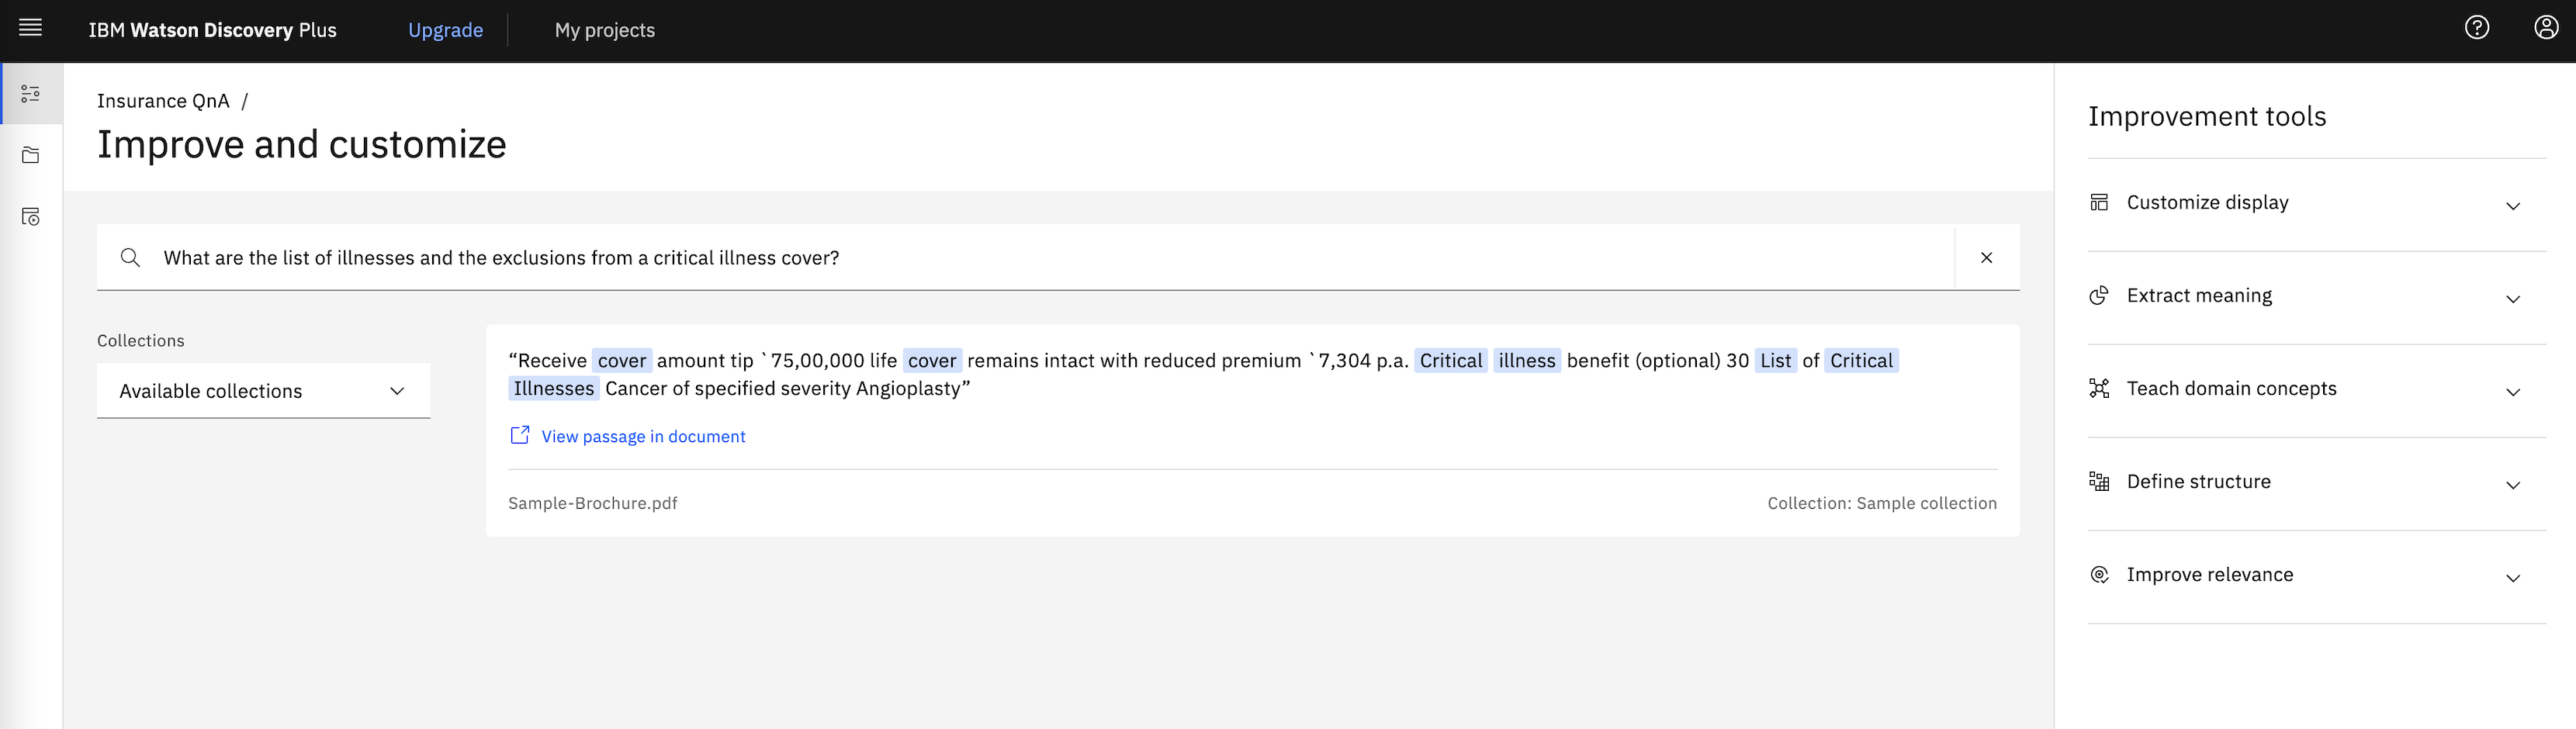 IBM Watson Discovery Plus
Upgrade
My projects
Insurance QnA /
Improve and customize
What are the list of illnesses and the exclusions from a critical illness cover?
Collections
Available collections
“Receive cover amount tip `75,00,000 life cover remains intact with reduced premium `7,304 p.a. Critical illness benefit (optional) 30 List of Critical
Illnesses Cancer of specified severity Angioplasty”
View passage in document
Sample-Brochure.pdf
Collection: Sample collection
Improvement tools
Customize display
Extract meaning
Teach domain concepts
Define structure
Improve relevance